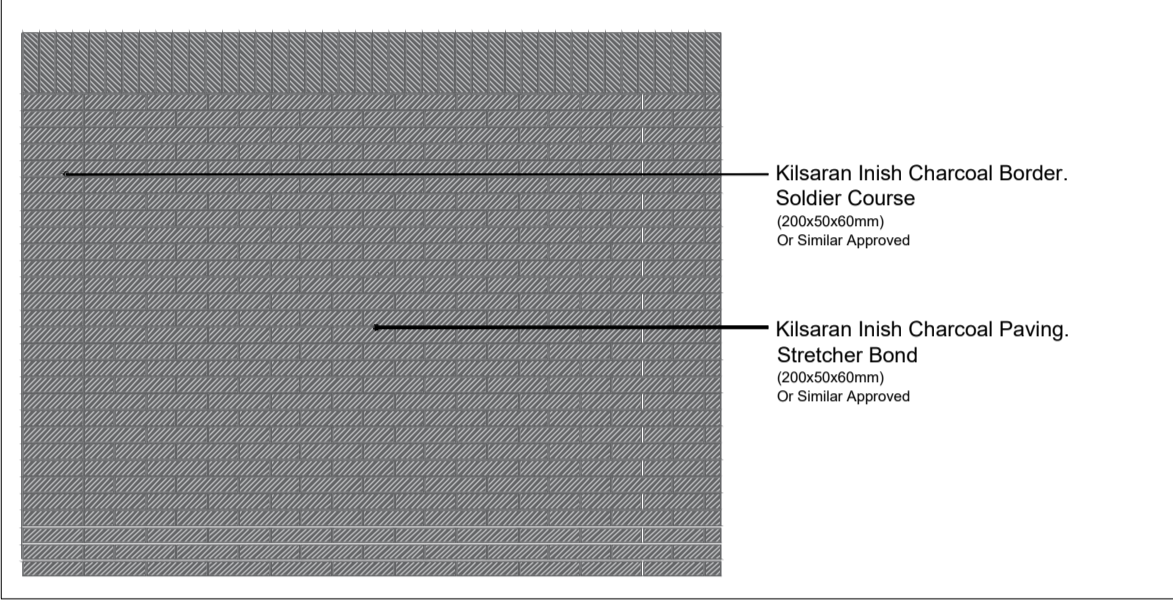 Kilsaran Inish Charcoal Border.
Soldier Course
(200x50x60mm)
Or Similar Approved
Kilsaran Inish Charcoal Paving.
Stretcher Bond
(200x50x60mm)
Or Similar Approved